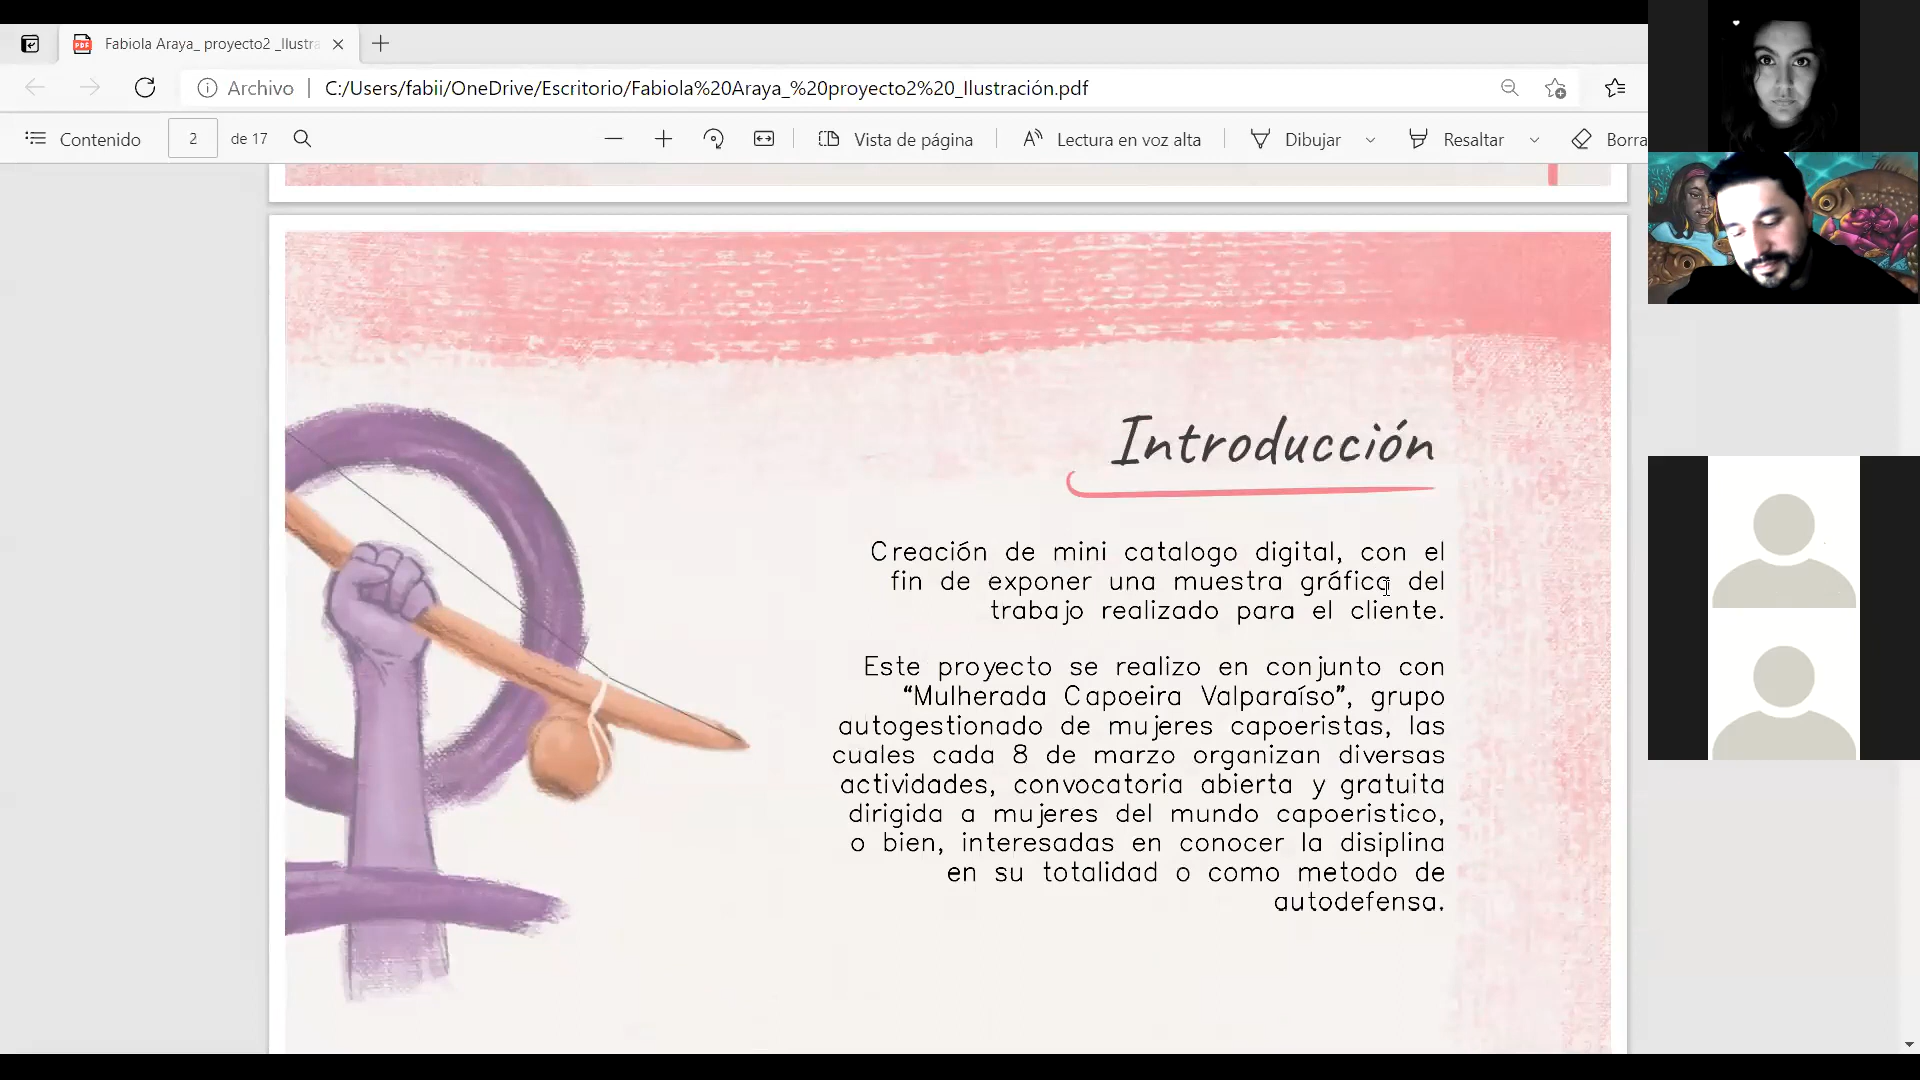 Fabiola Araya_ proyecto2 _Ilustra
Archivo
C:/Users/fabii/OneDrive/Escritorio/Fabiola%20Araya_%20proyecto2%20_Ilustración.pdf
Contenido
2
de 17
Vista de página
Lectura en voz alta
Dibujar
Resaltar
Borra
Introducción
Creación de mini catalogo digital, con el
fin de exponer una muestra gráfica del
trabajo realizado para el cliente.
Este proyecto se realizo en conjunto con
“Mulherada Capoeira Valparaíso”, grupo
autogestionado de mujeres capoeristas, las
cuales cada 8 de marzo organizan diversas
actividades, convocatoria abierta y gratuita
dirigida a mujeres del mundo capoeristico,
o bien, interesadas en conocer la disiplina
en su totalidad o como metodo de
autodefensa.